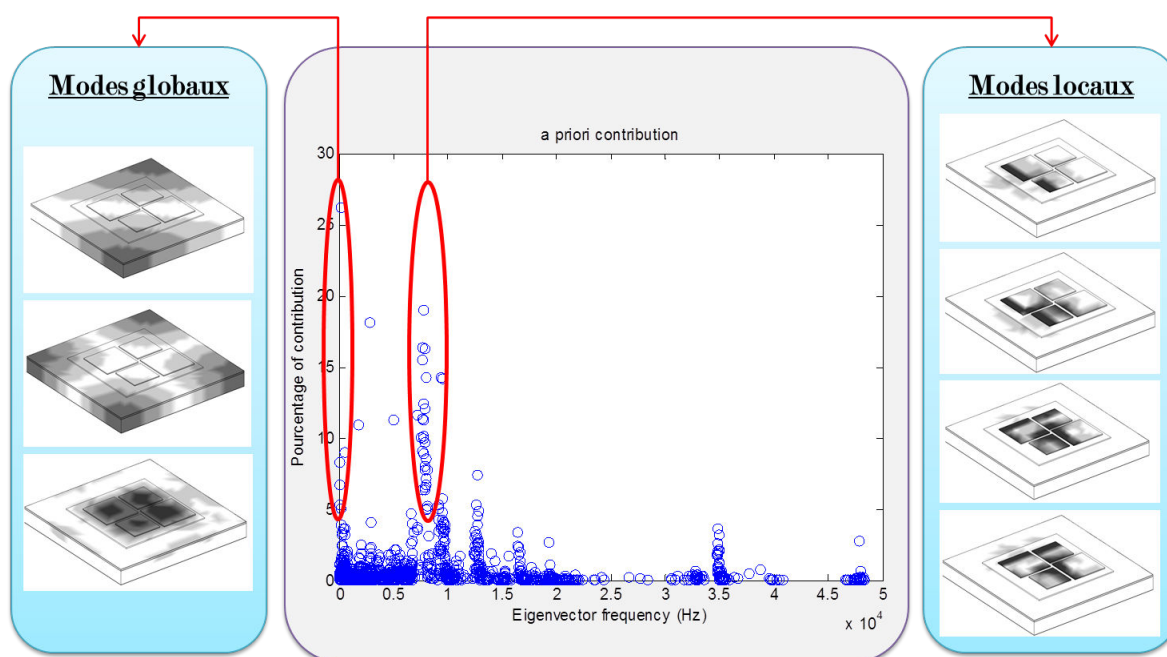 Modes globaux
Modes locaux
a priori contribution
Pourcentage of contribution
30
25
20
15
10
5
0
0 0.5 1 1.5 2 2.5 3 3.5 4 4.5 5
x 10^4
Eigenvector frequency (Hz)